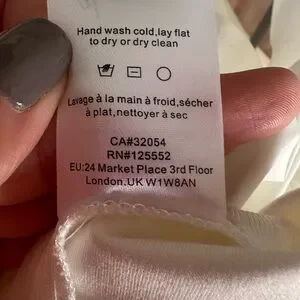 Hand wash cold,lay flat
to dry or dry clean
Lavage à la main à froid,sécher
à plat,nettoyer à sec
CA#32054
RN#125552
EU:24 Market Place 3rd Floor
London,UK W1W8AN